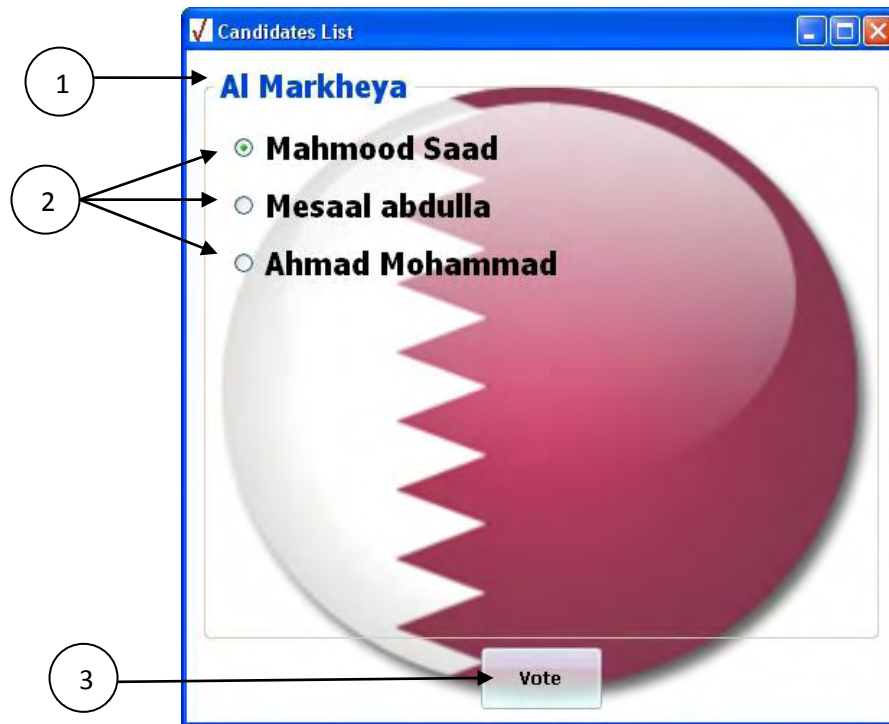 Candidates List
1
Al Markheya
Mahmood Saad
2
Mesaal abdulla
Ahmad Mohammad
3
Vote